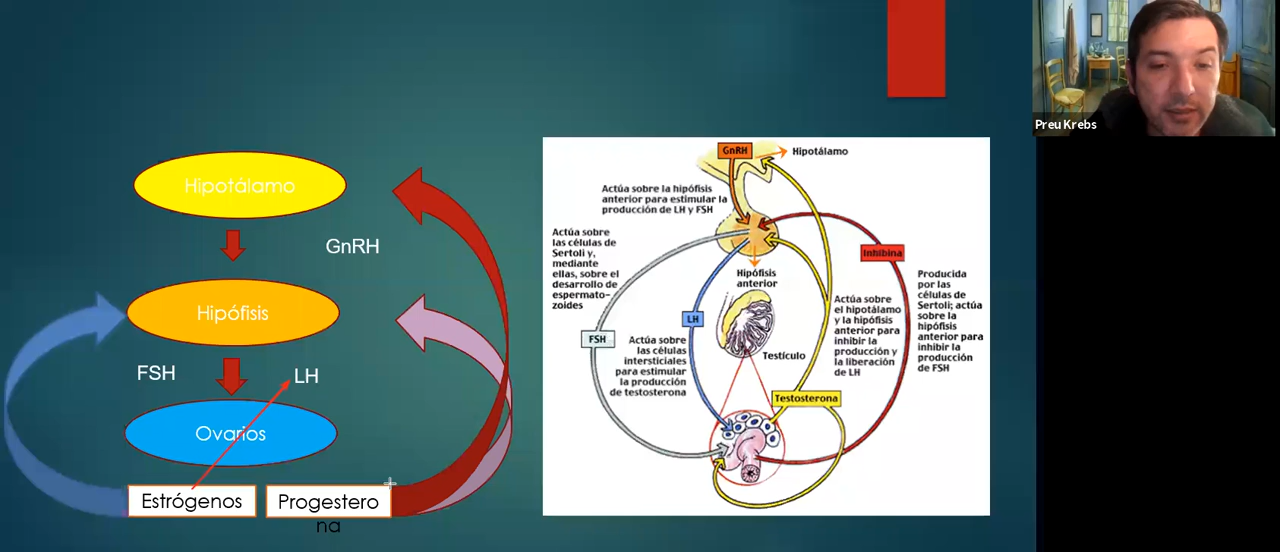 Hipotálamo
GnRH
Hipófisis
FSH
LH
Ovarios
Estrógenos
Progestero
na
GnRH
Hipotálamo
Actúa sobre la hipófisis
anterior para estimular la
producción de LH y FSH
Actúa sobre
las células de
Sertoli y,
mediante
ellas, sobre el
desarrollo de
espermato-
zoides
Hipófisis
anterior
Inhibina
Producida
por las
células de
Sertoli; actúa
sobre la
hipófisis
anterior para
inhibir la
producción
de FSH
Actúa sobre
el hipotálamo
y la hipófisis
anterior para
inhibir la
producción y
la liberación
de LH
LH
FSH
Actúa sobre
las células
intersticiales
para estimular
la producción
de testosterona
Testículo
Testosterona
Preu Krebs